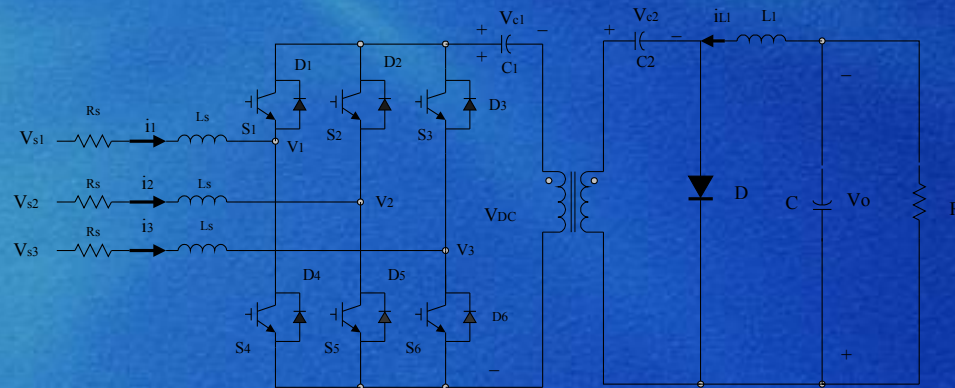 Vc1
Vc2
iL1
L1
+
−
+
−
+
C1
C2
−
D1
D2
D3
S1
S2
S3
Vs1
Rs
i1
Ls
V1
Vs2
Rs
i2
Ls
V2
Vs3
Rs
i3
Ls
V3
VDC
D
C
Vo
D4
D5
D6
S4
S5
S6
−
+